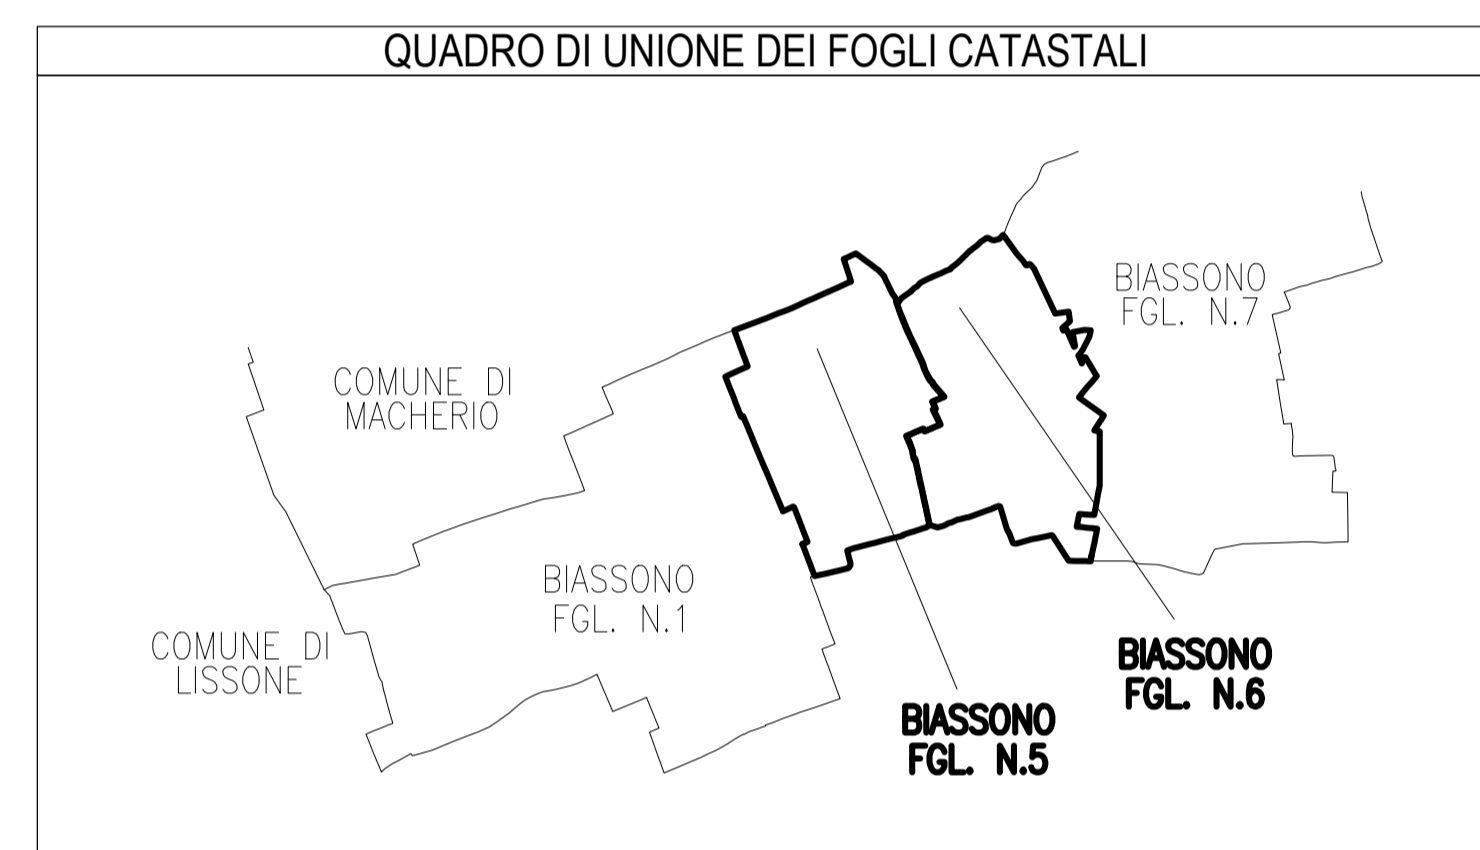 QUADRO DI UNIONE DEI FOGLI CATASTALI
BIASSONO
FGL. N.7
COMUNE DI
MACHERIO
BIASSONO
FGL. N.1
COMUNE DI
LISSONE
BIASSONO
FGL. N.6
BIASSONO
FGL. N.5